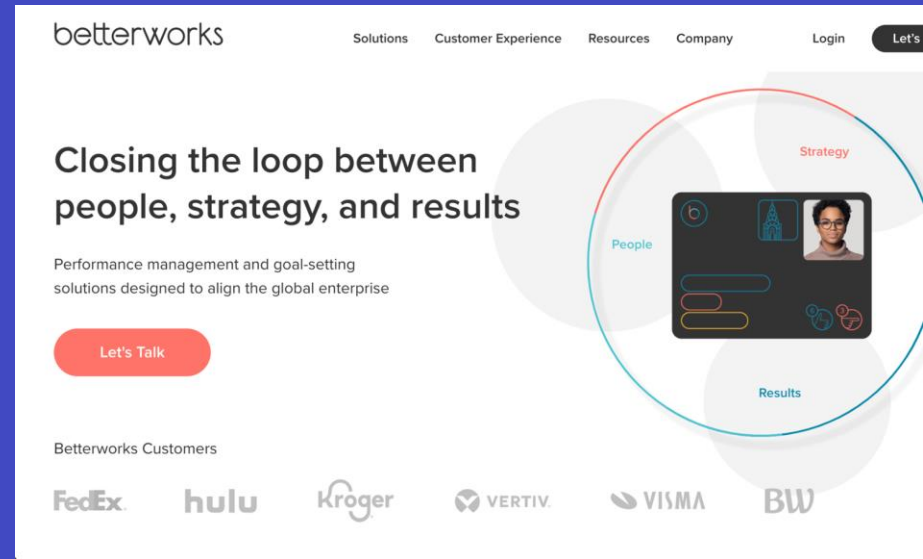 betterworks
Solutions Customer Experience Resources Company Login Let's
Closing the loop between
people, strategy, and results
Performance management and goal-setting
solutions designed to align the global enterprise
Let's Talk
Strategy
People
b
5
3
Results
Betterworks Customers
FedEx. hulu Kroger VERTIV. VISMA BW